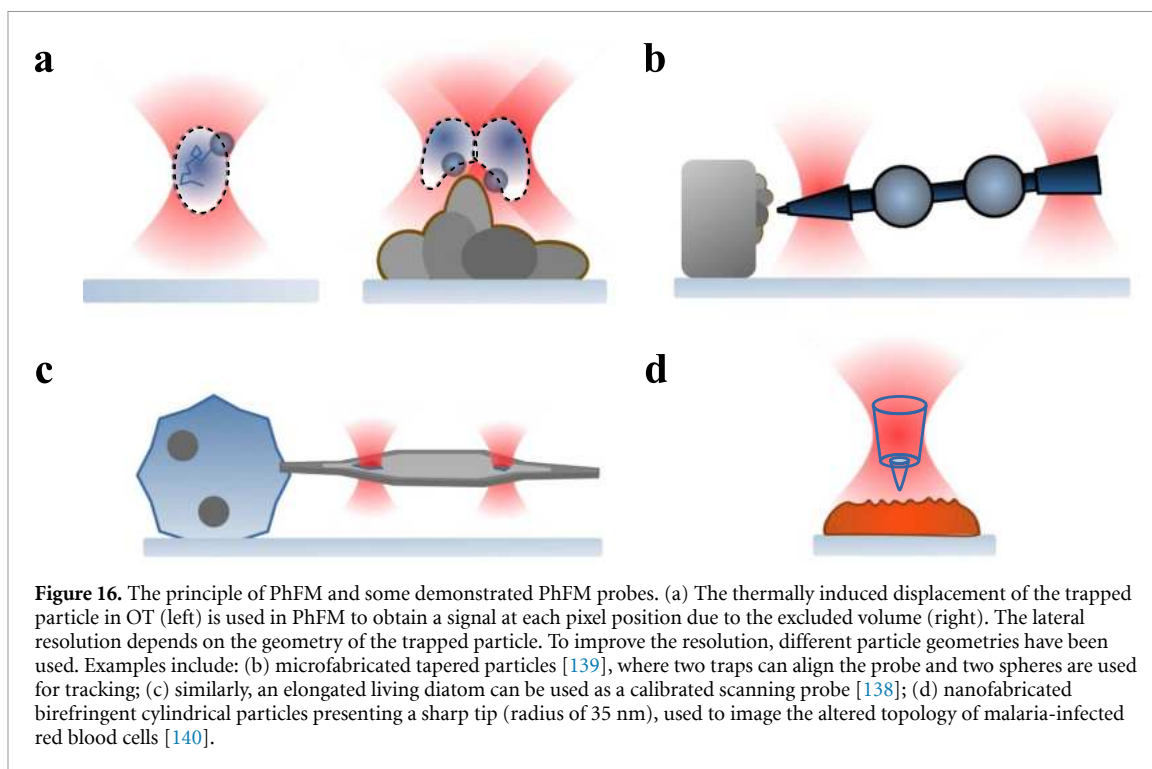 a
b
c
d
Figure 16. The principle of PhFM and some demonstrated PhFM probes. (a) The thermally induced displacement of the trapped
particle in OT (left) is used in PhFM to obtain a signal at each pixel position due to the excluded volume (right). The lateral
resolution depends on the geometry of the trapped particle. To improve the resolution, different particle geometries have been
used. Examples include: (b) microfabricated tapered particles [139], where two traps can align the probe and two spheres are used
for tracking; (c) similarly, an elongated living diatom can be used as a calibrated scanning probe [138]; (d) nanofabricated
birefringent cylindrical particles presenting a sharp tip (radius of 35 nm), used to image the altered topology of malaria-infected
red blood cells [140].